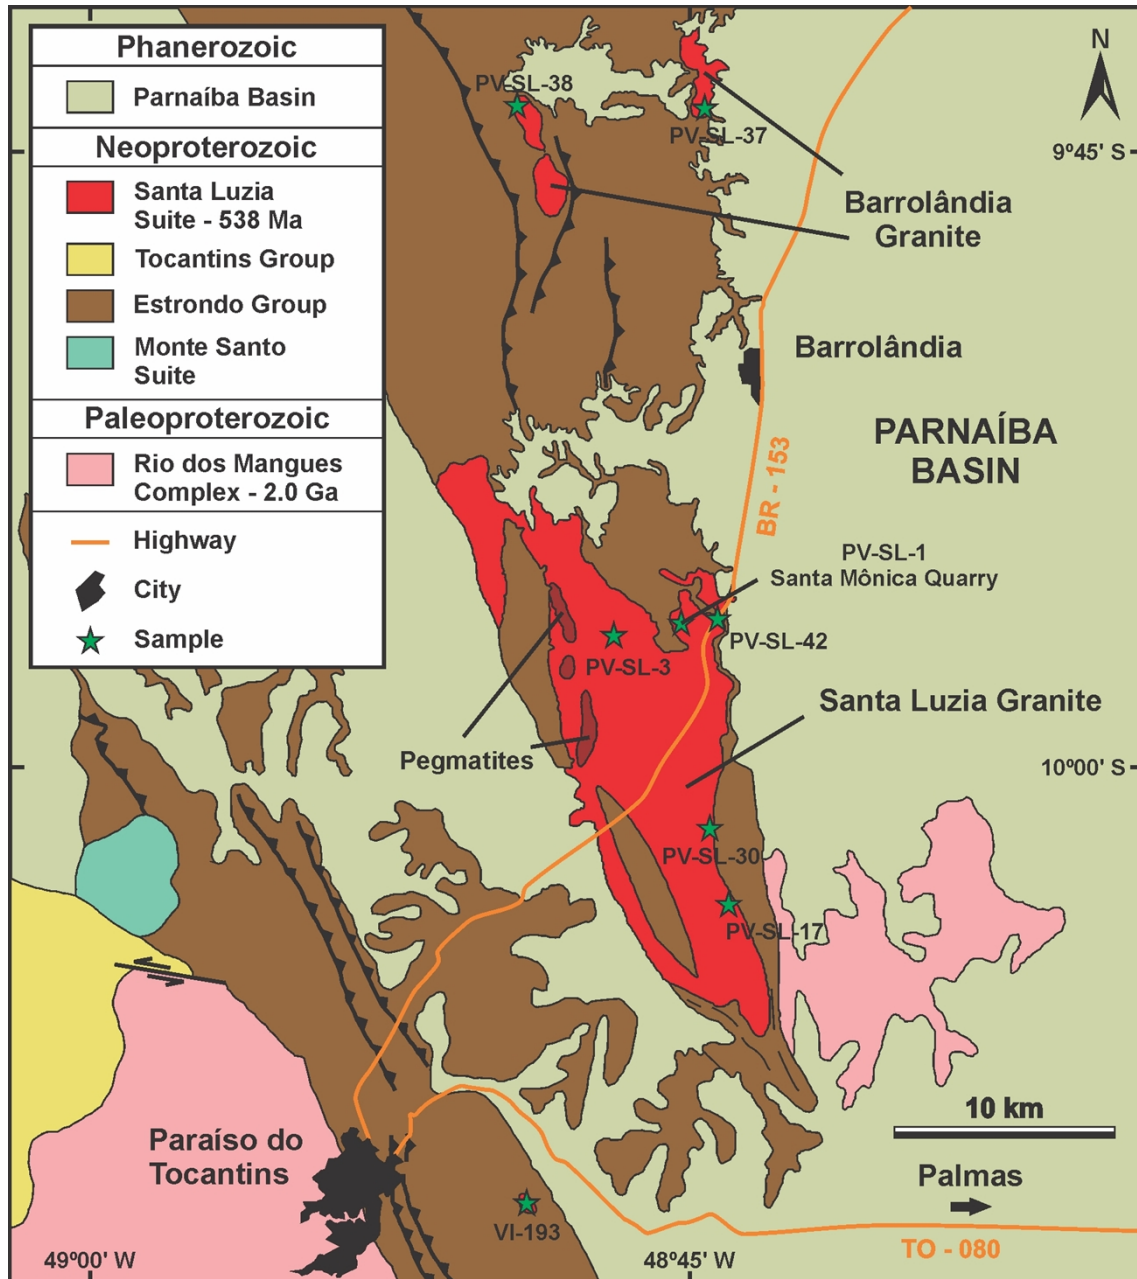 Phanerozoic
Parnaíba Basin
Neoproterozoic
Santa Luzia
Suite - 538 Ma
Tocantins Group
Estrondo Group
Monte Santo
Suite
Paleoproterozoic
Rio dos Mangues
Complex - 2.0 Ga
Highway
City
Sample
N
PV-SL-38
PV-SL-37
9º45' S
Barrolândia
Granite
Barrolândia
PARNAÍBA
BASIN
BR - 153
PV-SL-1
Santa Mônica Quarry
PV-SL-42
PV-SL-3
Santa Luzia Granite
Pegmatites
10º00' S
PV-SL-30
PV-SL-17
10 km
Paraíso do
Tocantins
Palmas
VI-193
TO - 080
49º00' W
48º45' W